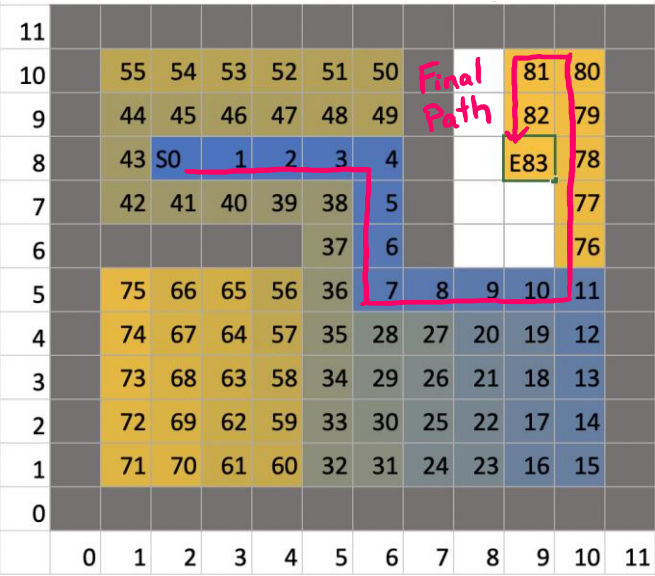 11
10 55 54 53 52 51 50 Final 81 80
9 44 45 46 47 48 49 Path 82 79
8 43 S0 1 2 3 4 E83 78
7 42 41 40 39 38 5 77
6 37 6 76
5 75 66 65 56 36 7 8 9 10 11
4 74 67 64 57 35 28 27 20 19 12
3 73 68 63 58 34 29 26 21 18 13
2 72 69 62 59 33 30 25 22 17 14
1 71 70 61 60 32 31 24 23 16 15
0
0 1 2 3 4 5 6 7 8 9 10 11